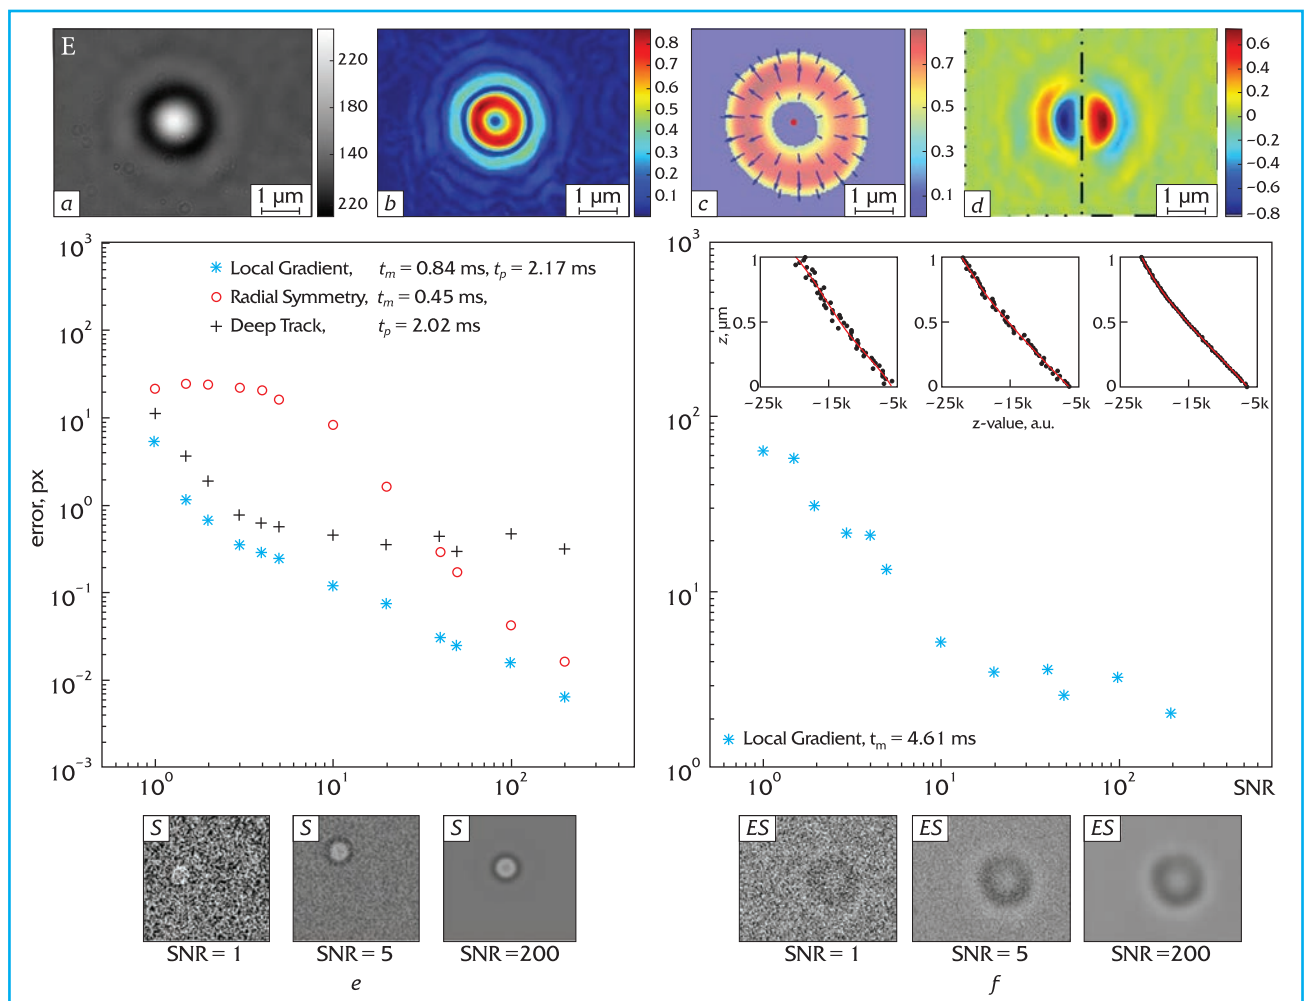 E
a
1 μm
220
180
140
220
b
1 μm
0.8
0.7
0.6
0.5
0.4
0.3
0.2
0.1
c
1 μm
0.7
0.5
0.3
0.1
d
1 μm
0.6
0.4
0.2
0
−0.2
−0.4
−0.6
−0.8
error, px
10³
10²
10¹
10⁰
10⁻¹
10⁻²
10⁻³
Local Gradient, tₘ = 0.84 ms, tₚ = 2.17 ms
Radial Symmetry, tₘ = 0.45 ms,
Deep Track, tₚ = 2.02 ms
10⁰ 10¹ 10²
S
SNR = 1
S
SNR = 5
S
SNR =200
e
10³
10²
10¹
10⁰
z, μm
1
0.5
0
−25k −15k −5k
1
0.5
0
−25k −15k −5k
1
0.5
0
−25k −15k −5k
z-value, a.u.
Local Gradient, tₘ = 4.61 ms
10⁰ 10¹ 10² SNR
ES
SNR = 1
ES
SNR = 5
ES
SNR = 200
f